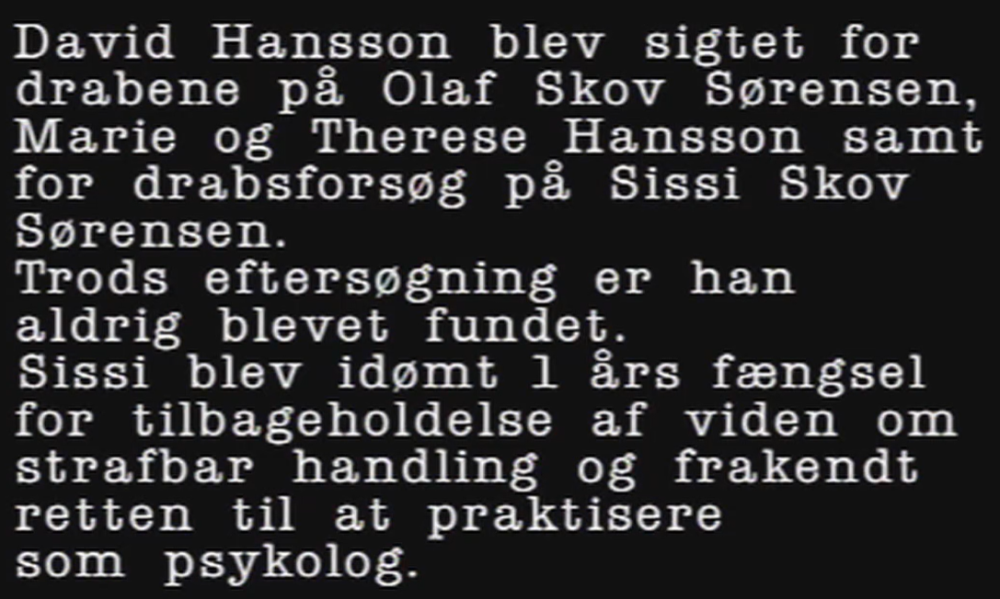 David Hansson blev sigtet for
drabene på Olaf Skov Sørensen,
Marie og Therese Hansson samt
for drabsforsøg på Sissi Skov
Sørensen.
Trods eftersøgning er han
aldrig blevet fundet.
Sissi blev idømt 1 års fængsel
for tilbageholdelse af viden om
strafbar handling og frakendt
retten til at praktisere
som psykolog.